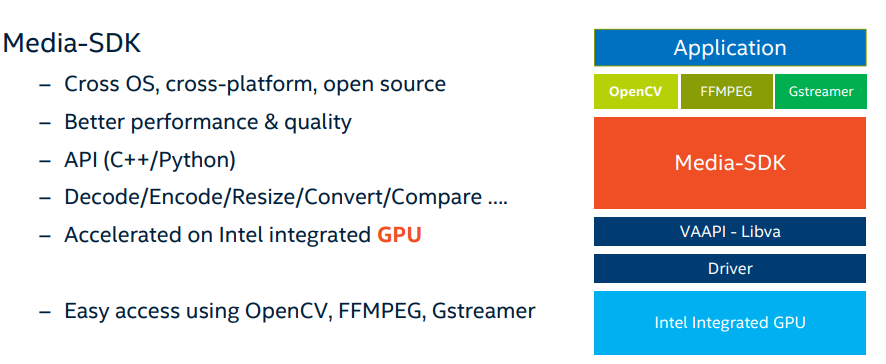 Media-SDK
– Cross OS, cross-platform, open source
– Better performance & quality
– API (C++/Python)
– Decode/Encode/Resize/Convert/Compare ....
– Accelerated on Intel integrated GPU
– Easy access using OpenCV, FFMPEG, Gstreamer
Application
OpenCV FFMPEG Gstreamer
Media-SDK
VAAPI - Libva
Driver
Intel Integrated GPU